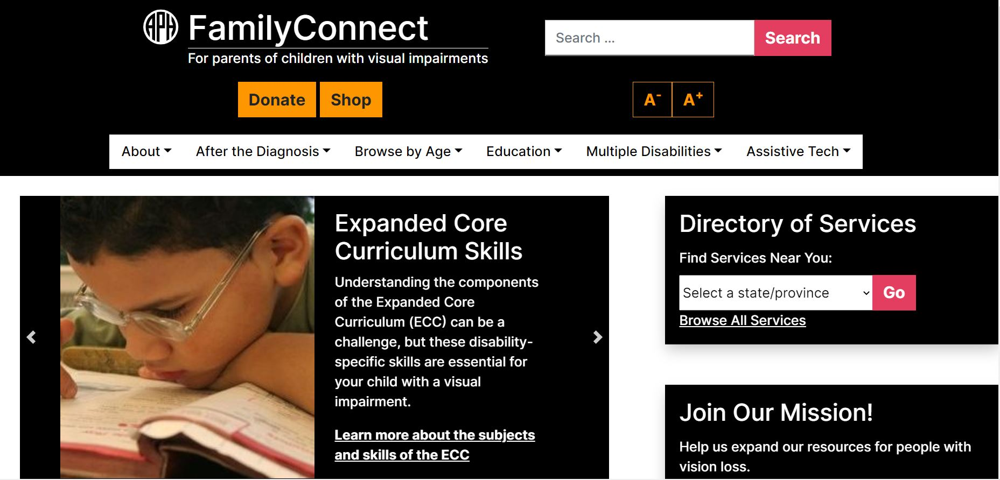 APH FamilyConnect
For parents of children with visual impairments
Search ...
Search
Donate
Shop
A-
A+
About
After the Diagnosis
Browse by Age
Education
Multiple Disabilities
Assistive Tech
Expanded Core
Curriculum Skills
Understanding the components
of the Expanded Core
Curriculum (ECC) can be a
challenge, but these disability-
specific skills are essential for
your child with a visual
impairment.
Learn more about the subjects
and skills of the ECC
Directory of Services
Find Services Near You:
Select a state/province
Go
Browse All Services
Join Our Mission!
Help us expand our resources for people with
vision loss.